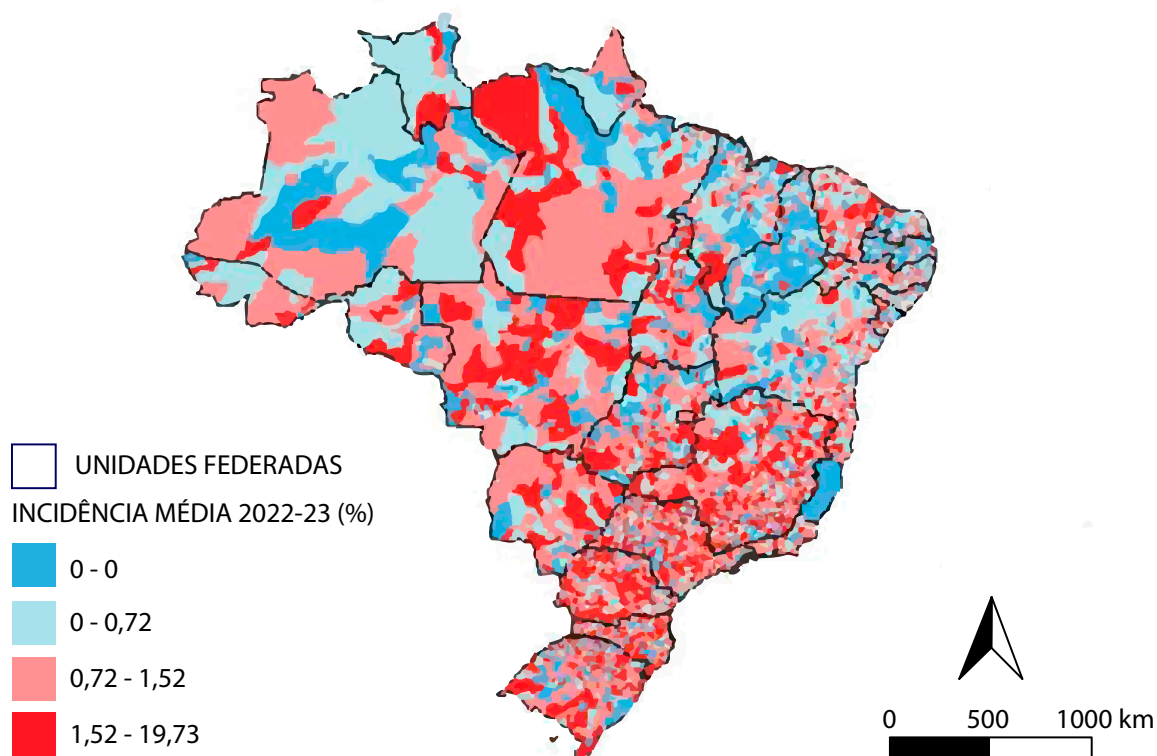 UNIDADES FEDERADAS
INCIDÊNCIA MÉDIA 2022-23 (%)
0 - 0
0 - 0,72
0,72 - 1,52
1,52 - 19,73
0 500 1000 km